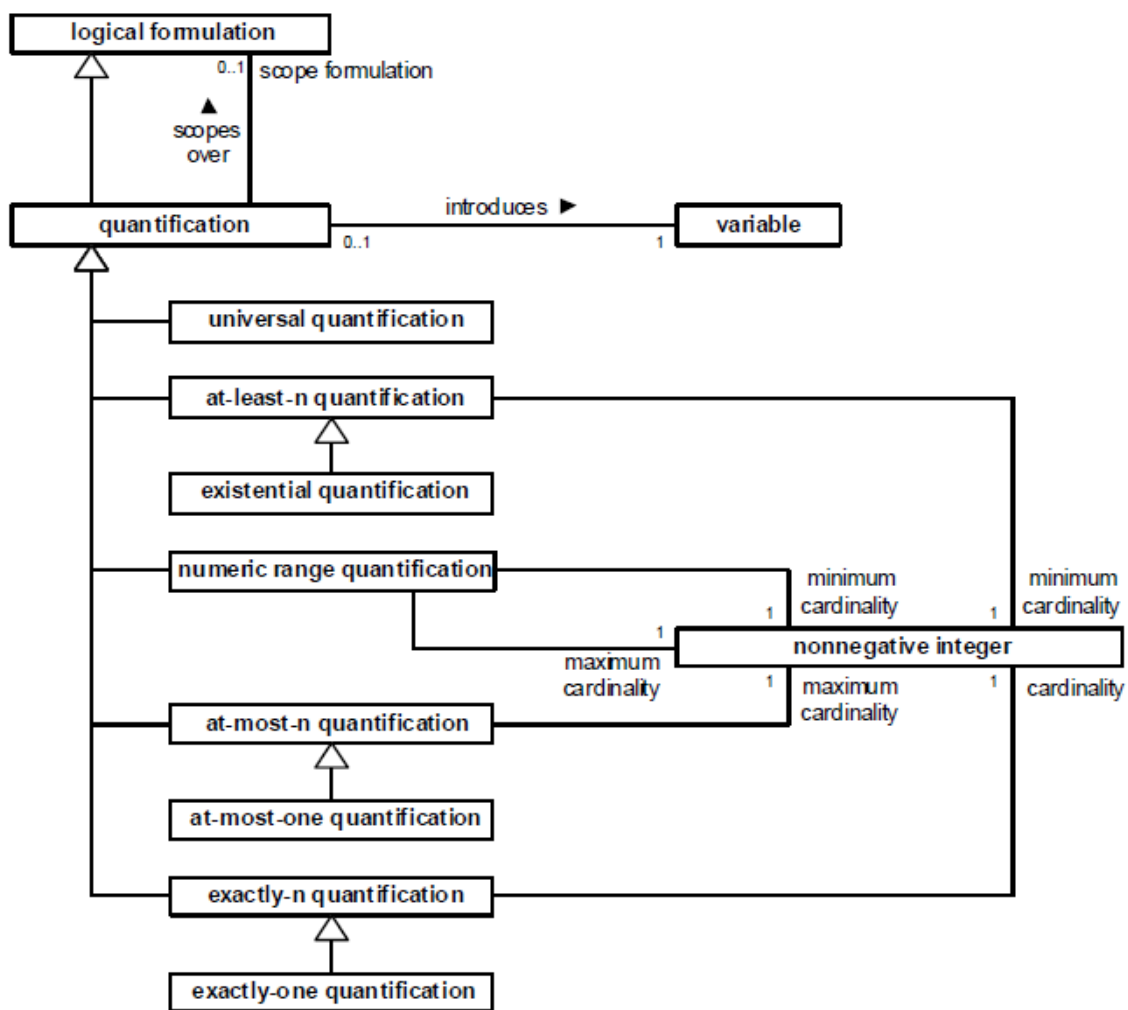 logical formulation
0..1
scope formulation
▲
scopes
over
quantification
introduces ►
0..1
1
variable
universal quantification
at-least-n quantification
existential quantification
numeric range quantification
minimum
cardinality
minimum
cardinality
1
1
1
nonnegative integer
maximum
cardinality
1
maximum
cardinality
1
cardinality
at-most-n quantification
at-most-one quantification
exactly-n quantification
exactly-one quantification